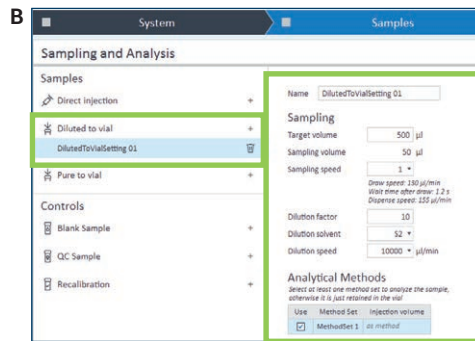 B
System
Samples
Sampling and Analysis
Samples
Direct injection +
Diluted to vial +
DilutedToVialSetting 01
Pure to vial +
Controls
Blank Sample +
QC Sample +
Recalibration +
Name DilutedToVialSetting 01
Sampling
Target volume 500 µl
Sampling volume 50 µl
Sampling speed 1
Draw speed: 150 µl/min
Wait time after draw: 1.2 s
Dispense speed: 155 µl/min
Dilution factor 10
Dilution solvent S2
Dilution speed 10000 µl/min
Analytical Methods
Select at least one method set to analyze the sample,
otherwise it is just retained in the vial
Use Method Set Injection volume
MethodSet 1 as method